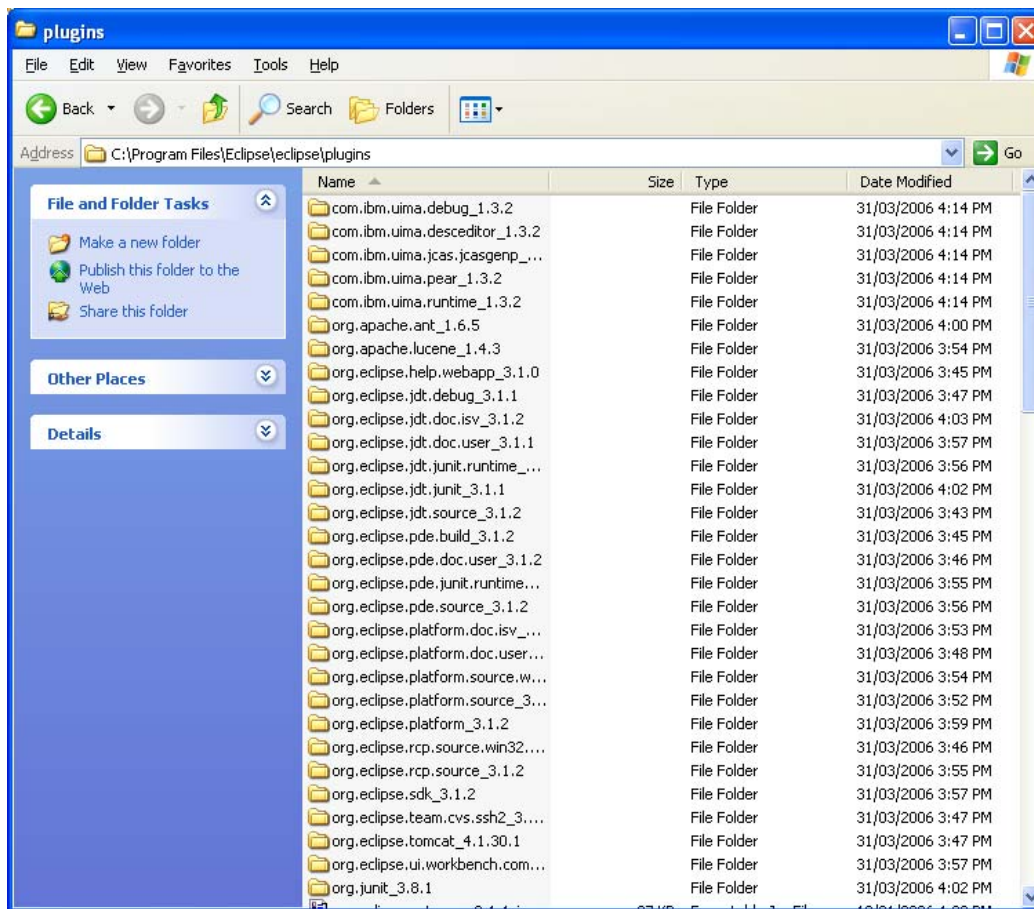 plugins
File Edit View Favorites Tools Help
Back Search Folders
Address C:\Program Files\Eclipse\eclipse\plugins Go
File and Folder Tasks
Make a new folder
Publish this folder to the
Web
Share this folder
Other Places
Details
Name Size Type Date Modified
com.ibm.uima.debug_1.3.2 File Folder 31/03/2006 4:14 PM
com.ibm.uima.desceditor_1.3.2 File Folder 31/03/2006 4:14 PM
com.ibm.uima.jcas.jcasgenp_... File Folder 31/03/2006 4:14 PM
com.ibm.uima.pear_1.3.2 File Folder 31/03/2006 4:14 PM
com.ibm.uima.runtime_1.3.2 File Folder 31/03/2006 4:14 PM
org.apache.ant_1.6.5 File Folder 31/03/2006 4:00 PM
org.apache.lucene_1.4.3 File Folder 31/03/2006 3:54 PM
org.eclipse.help.webapp_3.1.0 File Folder 31/03/2006 3:45 PM
org.eclipse.jdt.debug_3.1.1 File Folder 31/03/2006 3:47 PM
org.eclipse.jdt.doc.isv_3.1.2 File Folder 31/03/2006 4:03 PM
org.eclipse.jdt.doc.user_3.1.1 File Folder 31/03/2006 3:57 PM
org.eclipse.jdt.junit.runtime_... File Folder 31/03/2006 3:56 PM
org.eclipse.jdt.junit_3.1.1 File Folder 31/03/2006 4:02 PM
org.eclipse.jdt.source_3.1.2 File Folder 31/03/2006 3:43 PM
org.eclipse.pde.build_3.1.2 File Folder 31/03/2006 3:45 PM
org.eclipse.pde.doc.user_3.1.2 File Folder 31/03/2006 3:46 PM
org.eclipse.pde.junit.runtime... File Folder 31/03/2006 3:55 PM
org.eclipse.pde.source_3.1.2 File Folder 31/03/2006 3:56 PM
org.eclipse.platform.doc.isv_... File Folder 31/03/2006 3:53 PM
org.eclipse.platform.doc.user... File Folder 31/03/2006 3:48 PM
org.eclipse.platform.source.w... File Folder 31/03/2006 3:54 PM
org.eclipse.platform.source_3... File Folder 31/03/2006 3:52 PM
org.eclipse.platform_3.1.2 File Folder 31/03/2006 3:59 PM
org.eclipse.rcp.source.win32.... File Folder 31/03/2006 3:46 PM
org.eclipse.rcp.source_3.1.2 File Folder 31/03/2006 3:55 PM
org.eclipse.sdk_3.1.2 File Folder 31/03/2006 3:57 PM
org.eclipse.team.cvs.ssh2_3.... File Folder 31/03/2006 3:47 PM
org.eclipse.tomcat_4.1.30.1 File Folder 31/03/2006 3:47 PM
org.eclipse.ui.workbench.com... File Folder 31/03/2006 3:57 PM
org.junit_3.8.1 File Folder 31/03/2006 4:02 PM